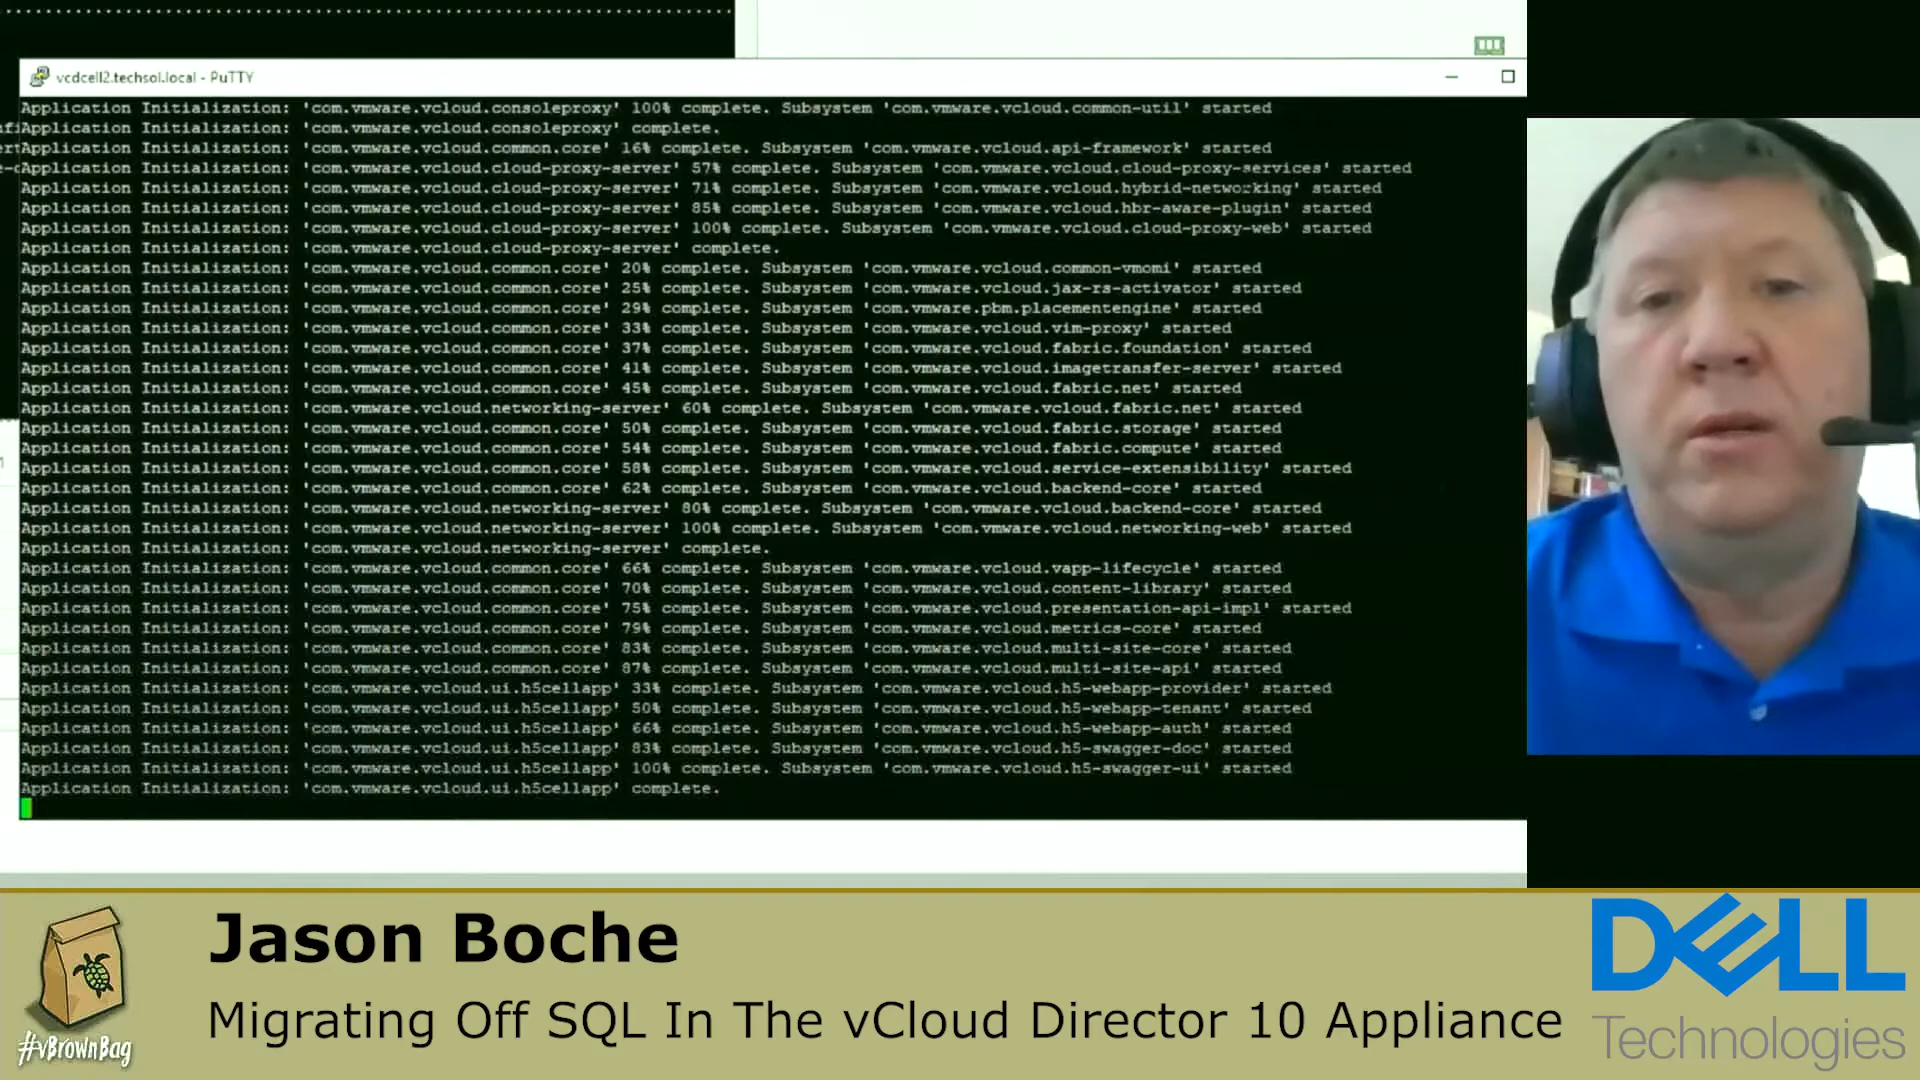 vcdcell2.techsol.local - PuTTY
Application Initialization: 'com.vmware.vcloud.consoleproxy' 100% complete. Subsystem 'com.vmware.vcloud.common-util' started
Application Initialization: 'com.vmware.vcloud.consoleproxy' complete.
Application Initialization: 'com.vmware.vcloud.common.core' 16% complete. Subsystem 'com.vmware.vcloud.api-framework' started
Application Initialization: 'com.vmware.vcloud.cloud-proxy-server' 57% complete. Subsystem 'com.vmware.vcloud.cloud-proxy-services' started
Application Initialization: 'com.vmware.vcloud.cloud-proxy-server' 71% complete. Subsystem 'com.vmware.vcloud.hybrid-networking' started
Application Initialization: 'com.vmware.vcloud.cloud-proxy-server' 85% complete. Subsystem 'com.vmware.vcloud.hbr-aware-plugin' started
Application Initialization: 'com.vmware.vcloud.cloud-proxy-server' 100% complete. Subsystem 'com.vmware.vcloud.cloud-proxy-web' started
Application Initialization: 'com.vmware.vcloud.cloud-proxy-server' complete.
Application Initialization: 'com.vmware.vcloud.common.core' 20% complete. Subsystem 'com.vmware.vcloud.common-vmomi' started
Application Initialization: 'com.vmware.vcloud.common.core' 25% complete. Subsystem 'com.vmware.vcloud.jax-rs-activator' started
Application Initialization: 'com.vmware.vcloud.common.core' 29% complete. Subsystem 'com.vmware.pbm.placementengine' started
Application Initialization: 'com.vmware.vcloud.common.core' 33% complete. Subsystem 'com.vmware.vcloud.vim-proxy' started
Application Initialization: 'com.vmware.vcloud.common.core' 37% complete. Subsystem 'com.vmware.vcloud.fabric.foundation' started
Application Initialization: 'com.vmware.vcloud.common.core' 41% complete. Subsystem 'com.vmware.vcloud.imagetransfer-server' started
Application Initialization: 'com.vmware.vcloud.common.core' 45% complete. Subsystem 'com.vmware.vcloud.fabric.net' started
Application Initialization: 'com.vmware.vcloud.networking-server' 60% complete. Subsystem 'com.vmware.vcloud.fabric.net' started
Application Initialization: 'com.vmware.vcloud.common.core' 50% complete. Subsystem 'com.vmware.vcloud.fabric.storage' started
Application Initialization: 'com.vmware.vcloud.common.core' 54% complete. Subsystem 'com.vmware.vcloud.fabric.compute' started
Application Initialization: 'com.vmware.vcloud.common.core' 58% complete. Subsystem 'com.vmware.vcloud.service-extensibility' started
Application Initialization: 'com.vmware.vcloud.common.core' 62% complete. Subsystem 'com.vmware.vcloud.backend-core' started
Application Initialization: 'com.vmware.vcloud.networking-server' 80% complete. Subsystem 'com.vmware.vcloud.backend-core' started
Application Initialization: 'com.vmware.vcloud.networking-server' 100% complete. Subsystem 'com.vmware.vcloud.networking-web' started
Application Initialization: 'com.vmware.vcloud.networking-server' complete.
Application Initialization: 'com.vmware.vcloud.common.core' 66% complete. Subsystem 'com.vmware.vcloud.vapp-lifecycle' started
Application Initialization: 'com.vmware.vcloud.common.core' 70% complete. Subsystem 'com.vmware.vcloud.content-library' started
Application Initialization: 'com.vmware.vcloud.common.core' 75% complete. Subsystem 'com.vmware.vcloud.presentation-api-impl' started
Application Initialization: 'com.vmware.vcloud.common.core' 79% complete. Subsystem 'com.vmware.vcloud.metrics-core' started
Application Initialization: 'com.vmware.vcloud.common.core' 83% complete. Subsystem 'com.vmware.vcloud.multi-site-core' started
Application Initialization: 'com.vmware.vcloud.common.core' 87% complete. Subsystem 'com.vmware.vcloud.multi-site-api' started
Application Initialization: 'com.vmware.vcloud.ui.h5cellapp' 33% complete. Subsystem 'com.vmware.vcloud.h5-webapp-provider' started
Application Initialization: 'com.vmware.vcloud.ui.h5cellapp' 50% complete. Subsystem 'com.vmware.vcloud.h5-webapp-tenant' started
Application Initialization: 'com.vmware.vcloud.ui.h5cellapp' 66% complete. Subsystem 'com.vmware.vcloud.h5-webapp-auth' started
Application Initialization: 'com.vmware.vcloud.ui.h5cellapp' 83% complete. Subsystem 'com.vmware.vcloud.h5-swagger-doc' started
Application Initialization: 'com.vmware.vcloud.ui.h5cellapp' 100% complete. Subsystem 'com.vmware.vcloud.h5-swagger-ui' started
Application Initialization: 'com.vmware.vcloud.ui.h5cellapp' complete.
Jason Boche
Migrating Off SQL In The vCloud Director 10 Appliance
#vBrownBag
DELL
Technologies